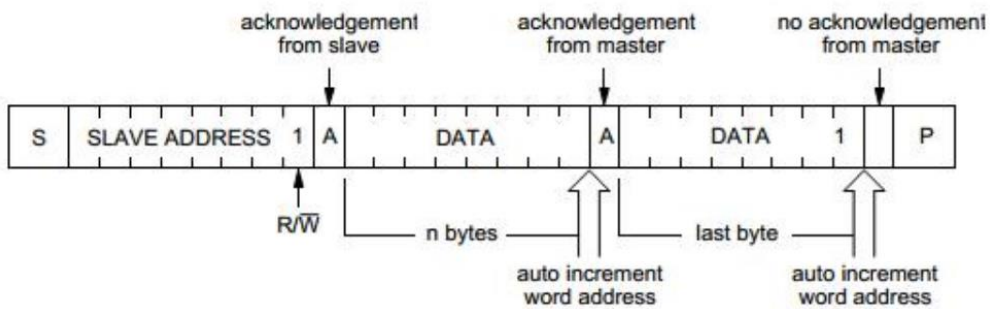 acknowledgement
from slave
acknowledgement
from master
no acknowledgement
from master
S SLAVE ADDRESS 1 A DATA A DATA 1 P
R/W̅
n bytes
last byte
auto increment
word address
auto increment
word address